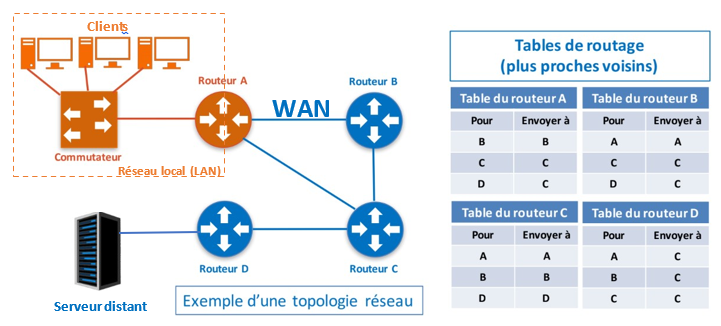 Clients
Routeur A
Routeur B
WAN
Commutateur
Réseau local (LAN)
Routeur D
Routeur C
Serveur distant
Exemple d'une topologie réseau
Tables de routage
(plus proches voisins)
Table du routeur A
Pour Envoyer à
B B
C C
D C
Table du routeur B
Pour Envoyer à
A A
C C
D C
Table du routeur C
Pour Envoyer à
A A
B B
D D
Table du routeur D
Pour Envoyer à
A C
B C
C C